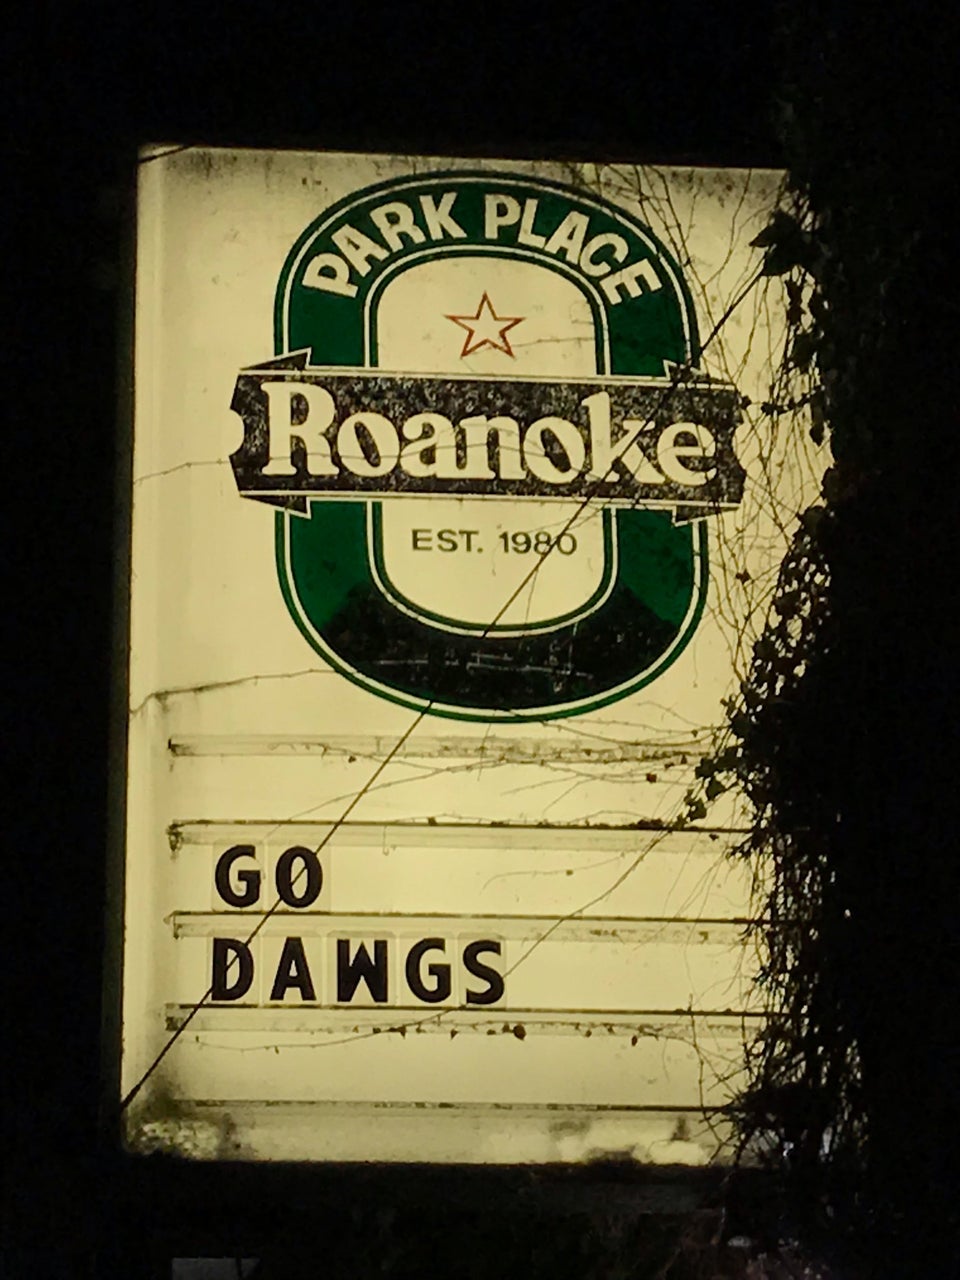 PARK PLACE
Roanoke
EST. 1980
GO
DAWGS